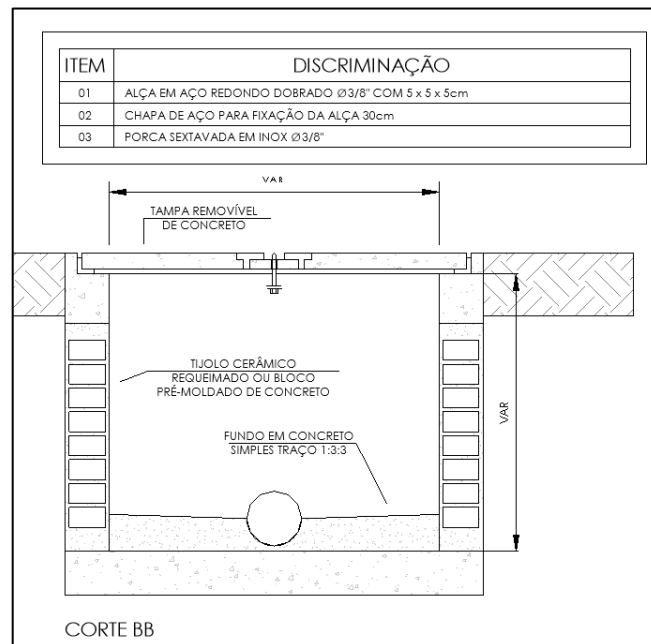 ITEM DISCRIMINAÇÃO
01 ALÇA EM AÇO REDONDO DOBRADO Ø3/8" COM 5 x 5 x 5cm
02 CHAPA DE AÇO PARA FIXAÇÃO DA ALÇA 30cm
03 PORCA SEXTAVADA EM INOX Ø3/8"
VAR
TAMPA REMOVÍVEL
DE CONCRETO
TIJOLO CERÂMICO
REQUEIMADO OU BLOCO
PRÉ-MOLDADO DE CONCRETO
VAR
FUNDO EM CONCRETO
SIMPLES TRAÇO 1:3:3
CORTE BB